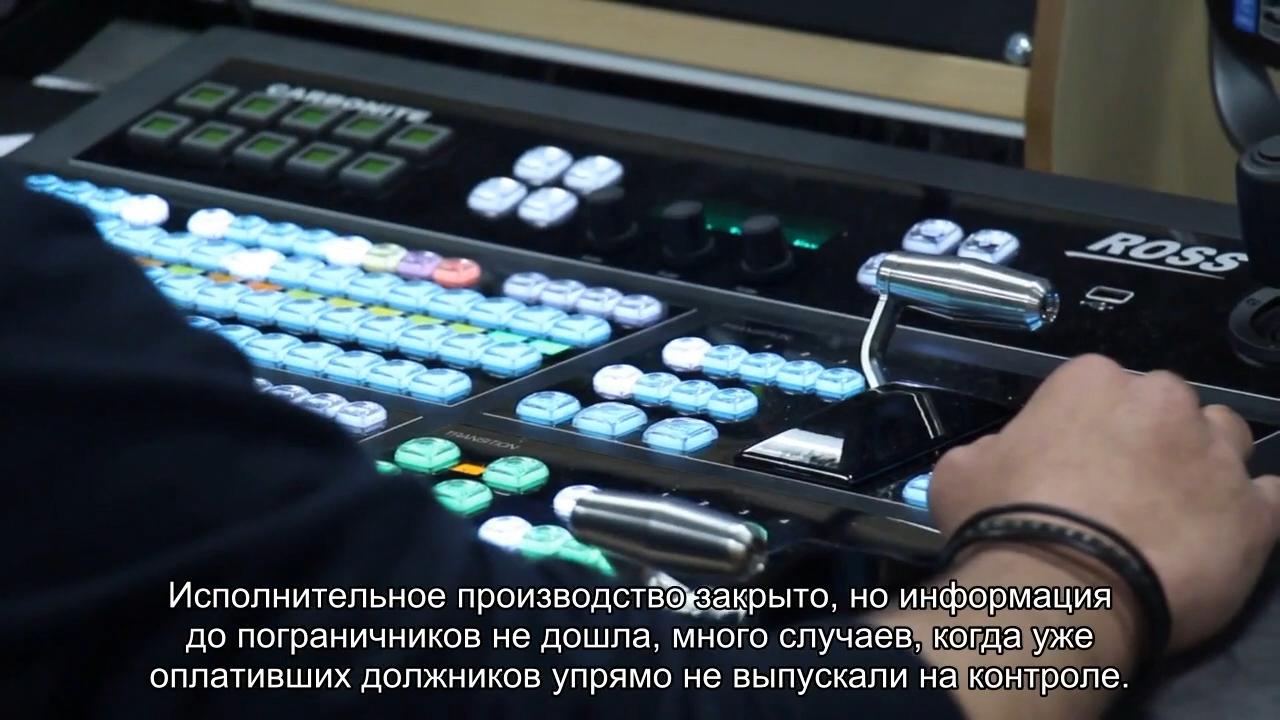 CARBONITE
ROSS
TRANSITION
Исполнительное производство закрыто, но информация
до пограничников не дошла, много случаев, когда уже
оплативших должников упрямо не выпускали на контроле.